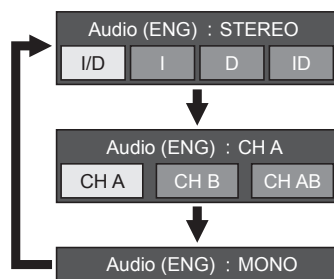 Audio (ENG) : STEREO
I/D I D ID
Audio (ENG) : CH A
CH A CH B CH AB
Audio (ENG) : MONO